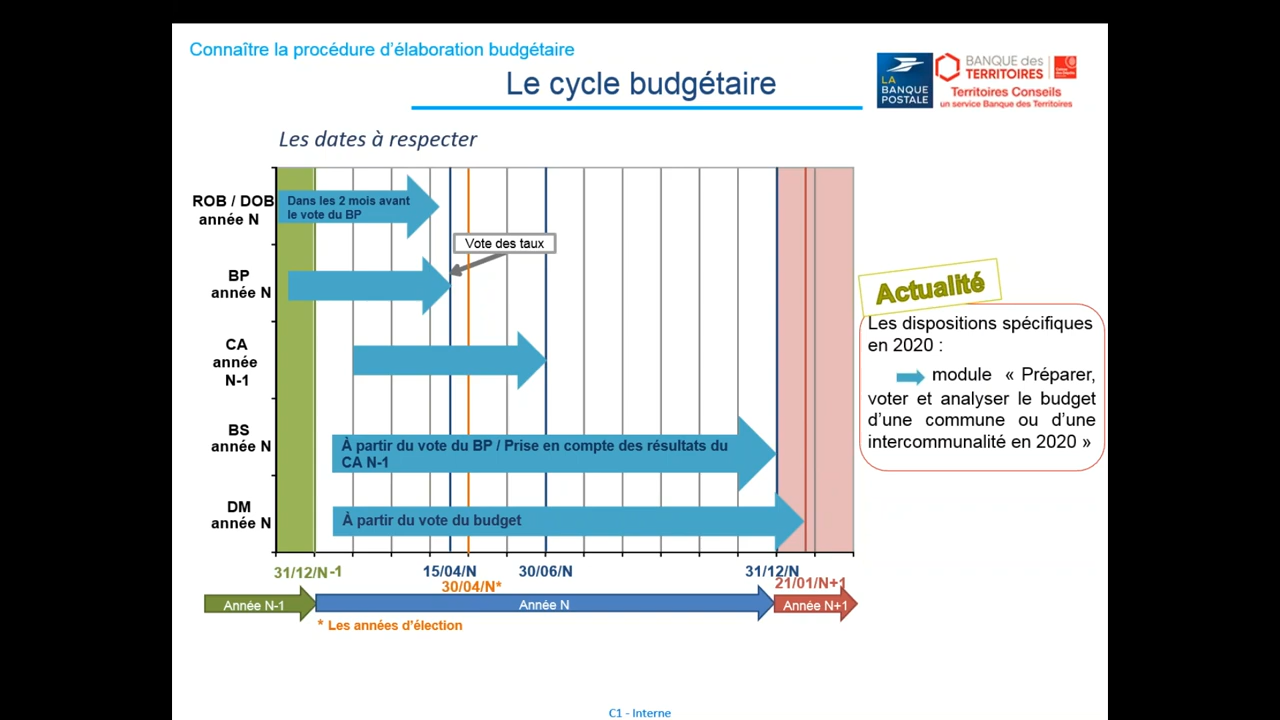 Connaître la procédure d'élaboration budgétaire
Le cycle budgétaire
LA
BANQUE
POSTALE
BANQUE des
TERRITOIRES
Territoires Conseils
un service Banque des Territoires
Les dates à respecter
ROB / DOB
année N
Dans les 2 mois avant
le vote du BP
Vote des taux
BP
année N
CA
année
N-1
BS
année N
À partir du vote du BP / Prise en compte des résultats du
CA N-1
DM
année N
À partir du vote du budget
Actualité
Les dispositions spécifiques
en 2020 :
module « Préparer,
voter et analyser le budget
d'une commune ou d'une
intercommunalité en 2020 »
31/12/N-1
15/04/N
30/06/N
31/12/N
30/04/N*
21/01/N+1
Année N-1
Année N
Année N+1
* Les années d'élection
C1 - Interne